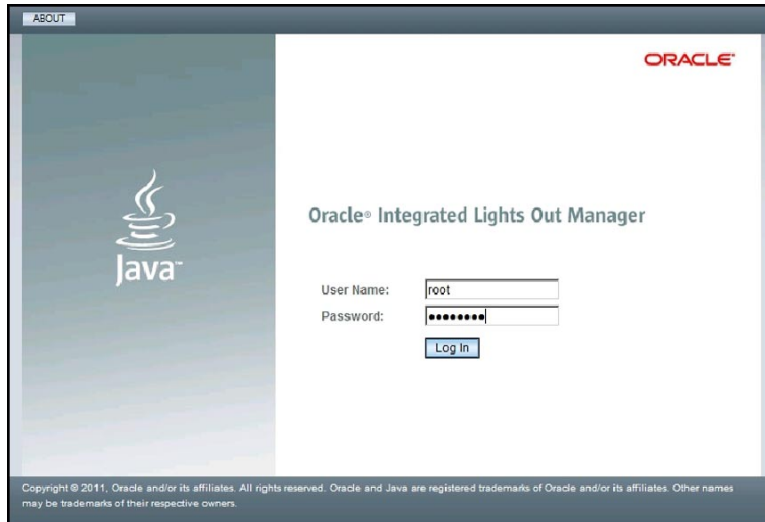 ABOUT
ORACLE®
Java™
Oracle® Integrated Lights Out Manager
User Name: root
Password: ••••••••
Log In
Copyright © 2011, Oracle and/or its affiliates. All rights reserved. Oracle and Java are registered trademarks of Oracle and/or its affiliates. Other names
may be trademarks of their respective owners.